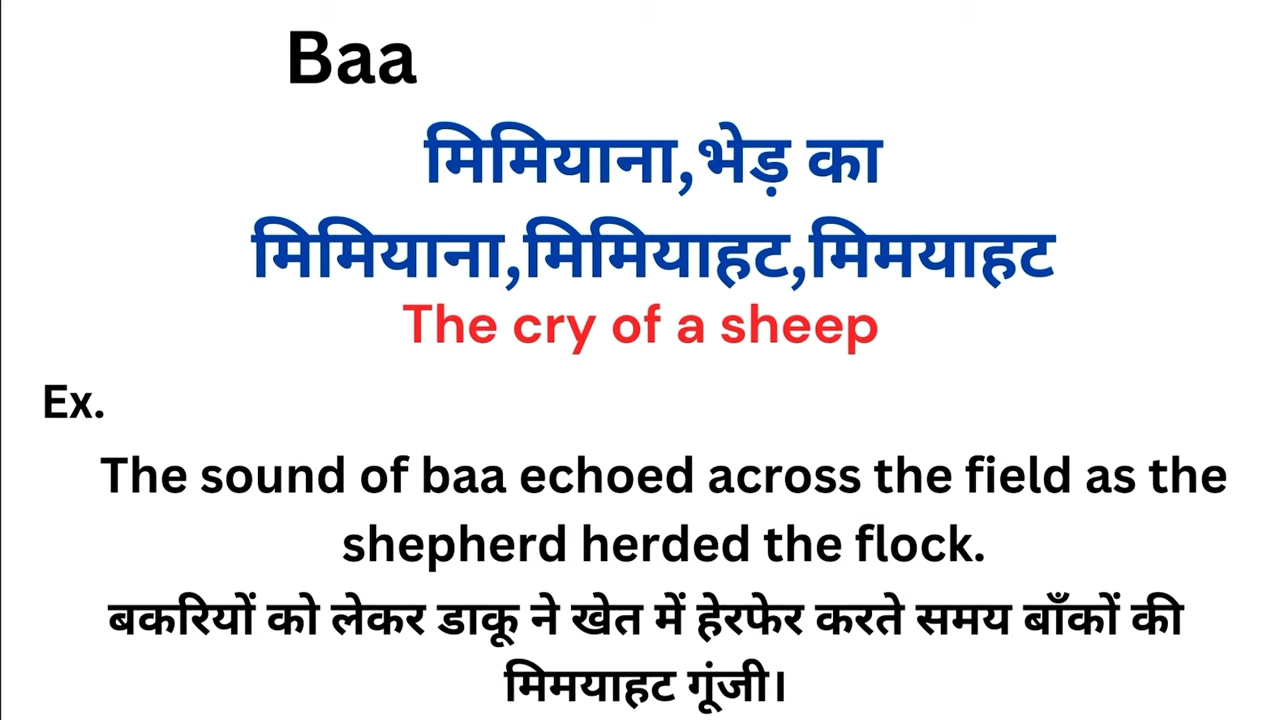 Baa
मिमियाना,भेड़ का
मिमियाना,मिमियाहट,मिमयाहट
The cry of a sheep
Ex.
The sound of baa echoed across the field as the
shepherd herded the flock.
बकरियों को लेकर डाकू ने खेत में हेरफेर करते समय बाँकों की
मिमयाहट गूंजी।